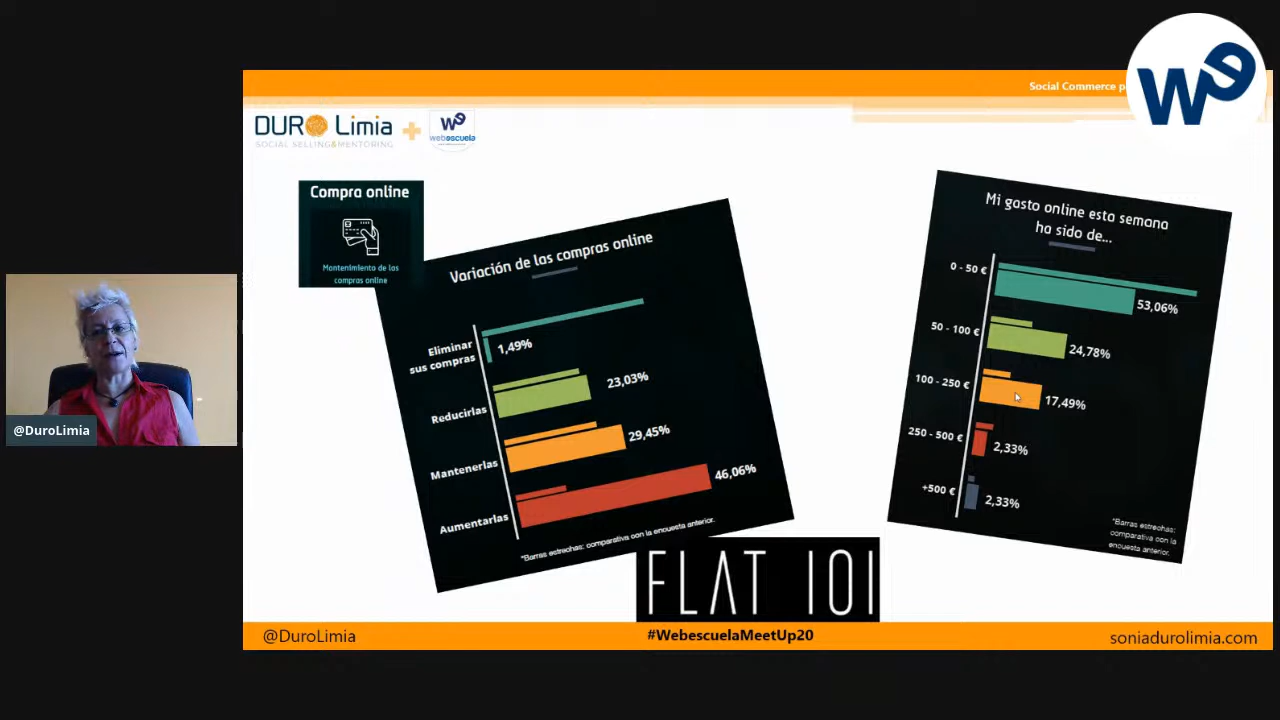 Social Commerce p
we
DURO Limia
SOCIAL SELLING&MENTORING
+
we
webescuela
Compra online
Mantenimiento de las
compras online
Variación de las compras online
Eliminar
sus compras
1,49%
Reducirlas
23,03%
Mantenerlas
29,45%
Aumentarlas
46,06%
*Barras estrechas: comparativa con la encuesta anterior.
Mi gasto online esta semana
ha sido de...
0 - 50 €
53,06%
50 - 100 €
24,78%
100 - 250 €
17,49%
250 - 500 €
2,33%
+500 €
2,33%
*Barras estrechas:
comparativa con la
encuesta anterior.
FLAT 101
@DuroLimia
@DuroLimia
#WebescuelaMeetUp20
soniadurolimia.com